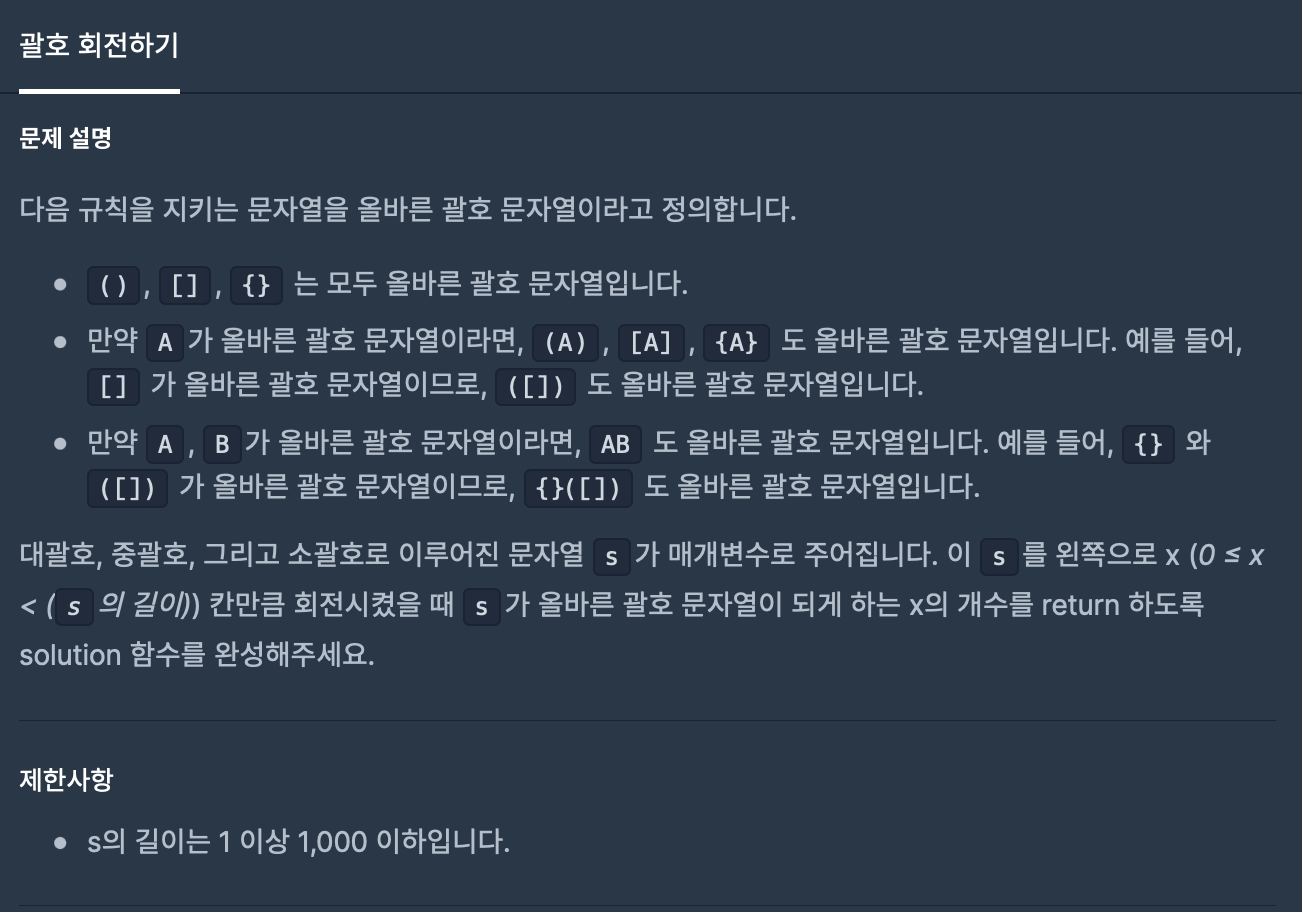 괄호 회전하기
문제 설명
다음 규칙을 지키는 문자열을 올바른 괄호 문자열이라고 정의합니다.
(), [], {} 는 모두 올바른 괄호 문자열입니다.
만약 A가 올바른 괄호 문자열이라면, (A), [A], {A} 도 올바른 괄호 문자열입니다. 예를 들어,
[] 가 올바른 괄호 문자열이므로, ([]) 도 올바른 괄호 문자열입니다.
만약 A, B가 올바른 괄호 문자열이라면, AB 도 올바른 괄호 문자열입니다. 예를 들어, {} 와
([]) 가 올바른 괄호 문자열이므로, {}([]) 도 올바른 괄호 문자열입니다.
대괄호, 중괄호, 그리고 소괄호로 이루어진 문자열 s가 매개변수로 주어집니다. 이 s를 왼쪽으로 x (0 ≤ x
< (s의 길이)) 칸만큼 회전시켰을 때 s가 올바른 괄호 문자열이 되게 하는 x의 개수를 return 하도록
solution 함수를 완성해주세요.
제한사항
s의 길이는 1 이상 1,000 이하입니다.